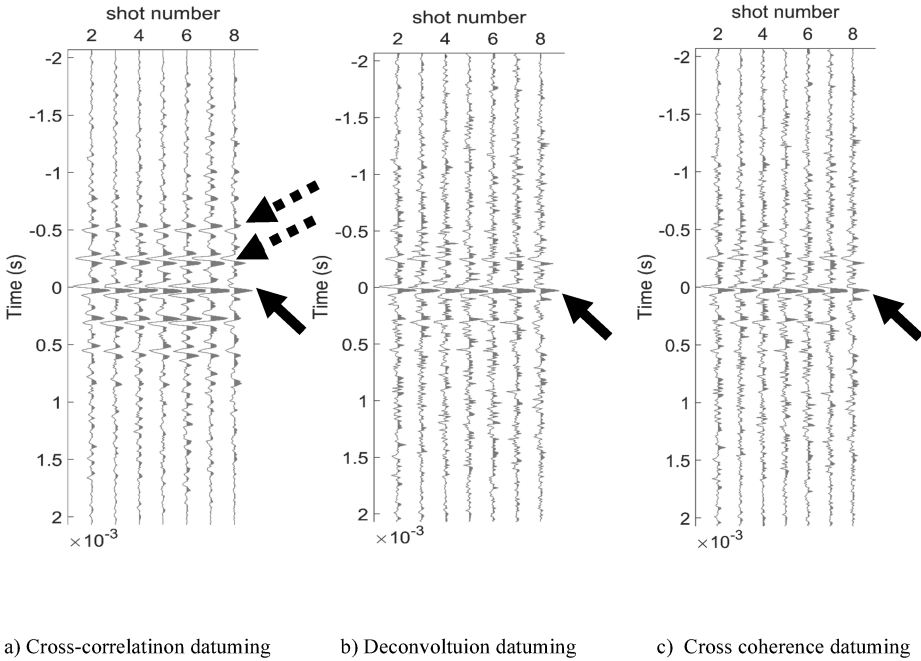 shot number
2 4 6 8
-2
-1.5
-1
-0.5
0
0.5
1
1.5
2
Time (s)
×10-3
a) Cross-correlatinon datuming
shot number
2 4 6 8
-2
-1.5
-1
-0.5
0
0.5
1
1.5
2
Time (s)
×10-3
b) Deconvoltuion datuming
shot number
2 4 6 8
-2
-1.5
-1
-0.5
0
0.5
1
1.5
2
Time (s)
×10-3
c) Cross coherence datuming